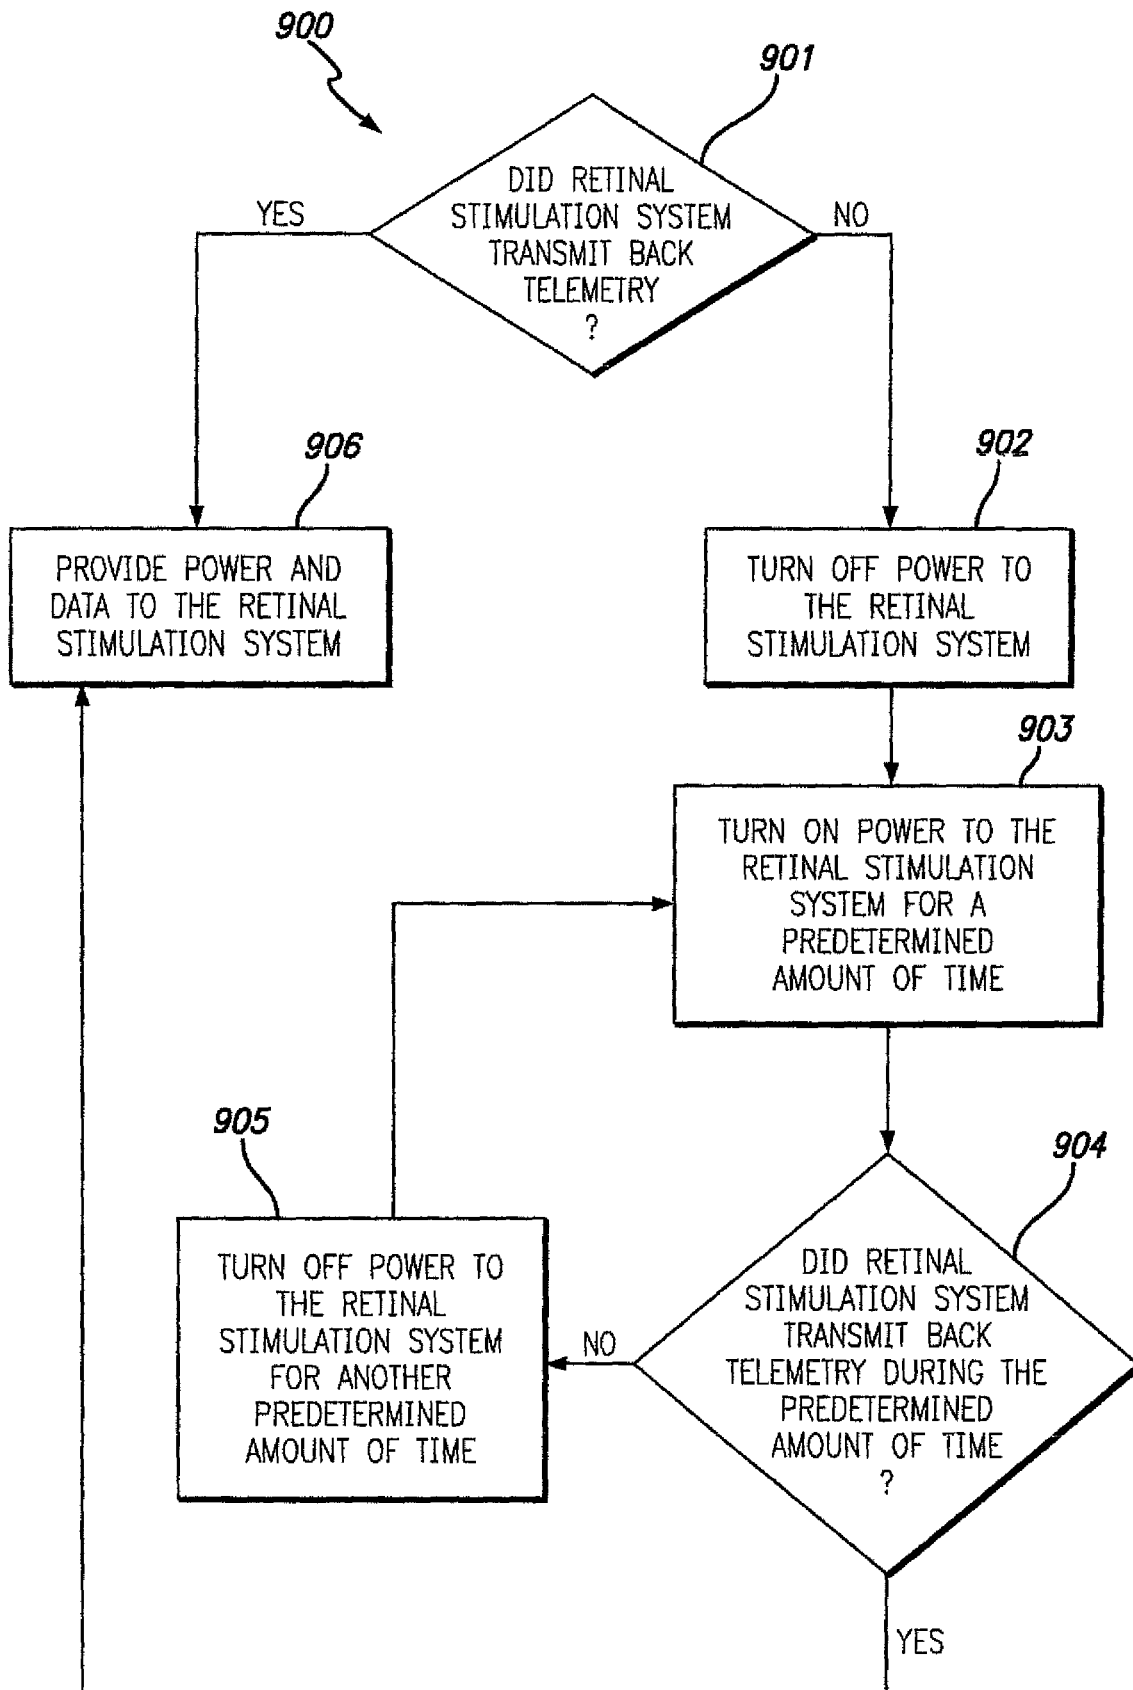 900
901
DID RETINAL
STIMULATION SYSTEM
TRANSMIT BACK
TELEMETRY
?
YES
NO
906
PROVIDE POWER AND
DATA TO THE RETINAL
STIMULATION SYSTEM
902
TURN OFF POWER TO
THE RETINAL
STIMULATION SYSTEM
903
TURN ON POWER TO THE
RETINAL STIMULATION
SYSTEM FOR A
PREDETERMINED
AMOUNT OF TIME
904
DID RETINAL
STIMULATION SYSTEM
TRANSMIT BACK
TELEMETRY DURING THE
PREDETERMINED
AMOUNT OF TIME
?
NO
905
TURN OFF POWER TO
THE RETINAL
STIMULATION SYSTEM
FOR ANOTHER
PREDETERMINED
AMOUNT OF TIME
YES